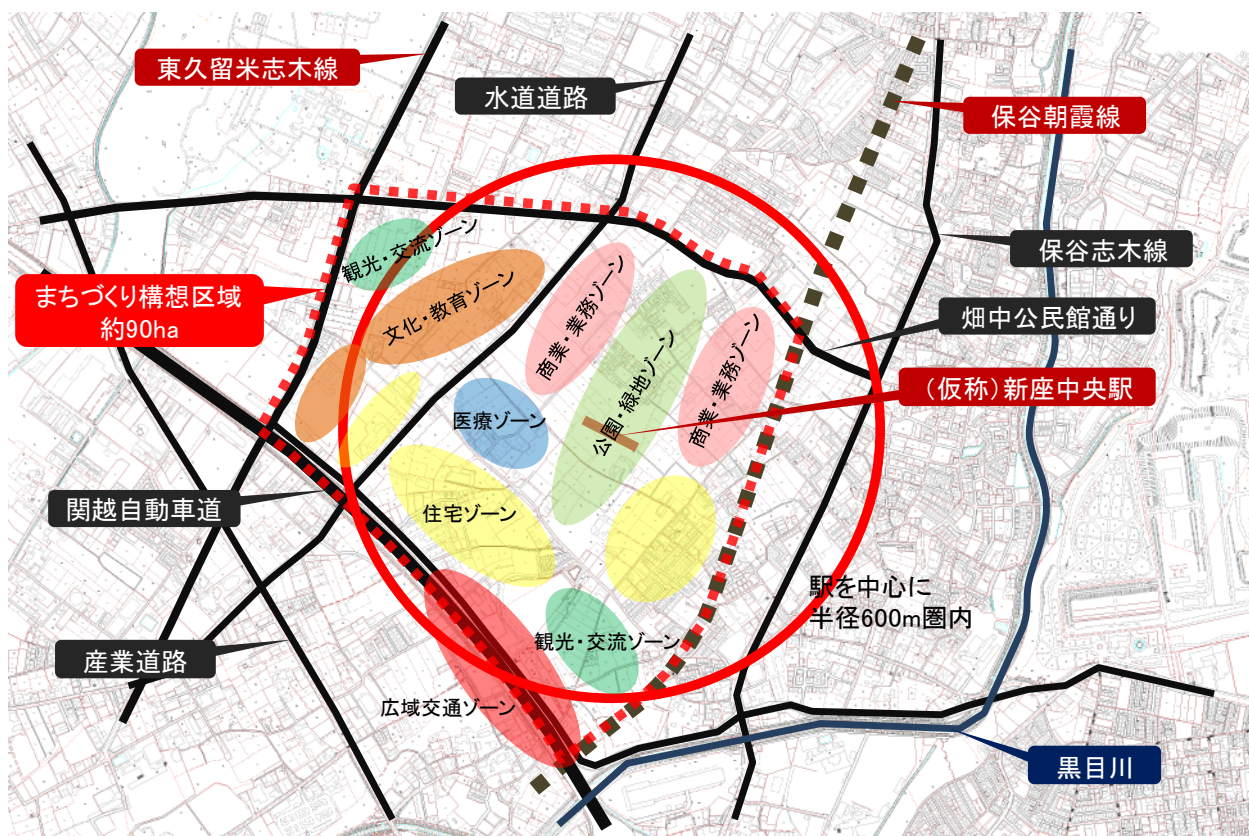 東久留米志木線
水道道路
保谷朝霞線
保谷志木線
観光・交流ゾーン
まちづくり構想区域
約90ha
文化・教育ゾーン
商業・業務ゾーン
畑中公民館通り
公園・緑地ゾーン
商業・業務ゾーン
（仮称）新座中央駅
医療ゾーン
関越自動車道
住宅ゾーン
駅を中心に
半径600m圏内
観光・交流ゾーン
産業道路
広域交通ゾーン
黒目川